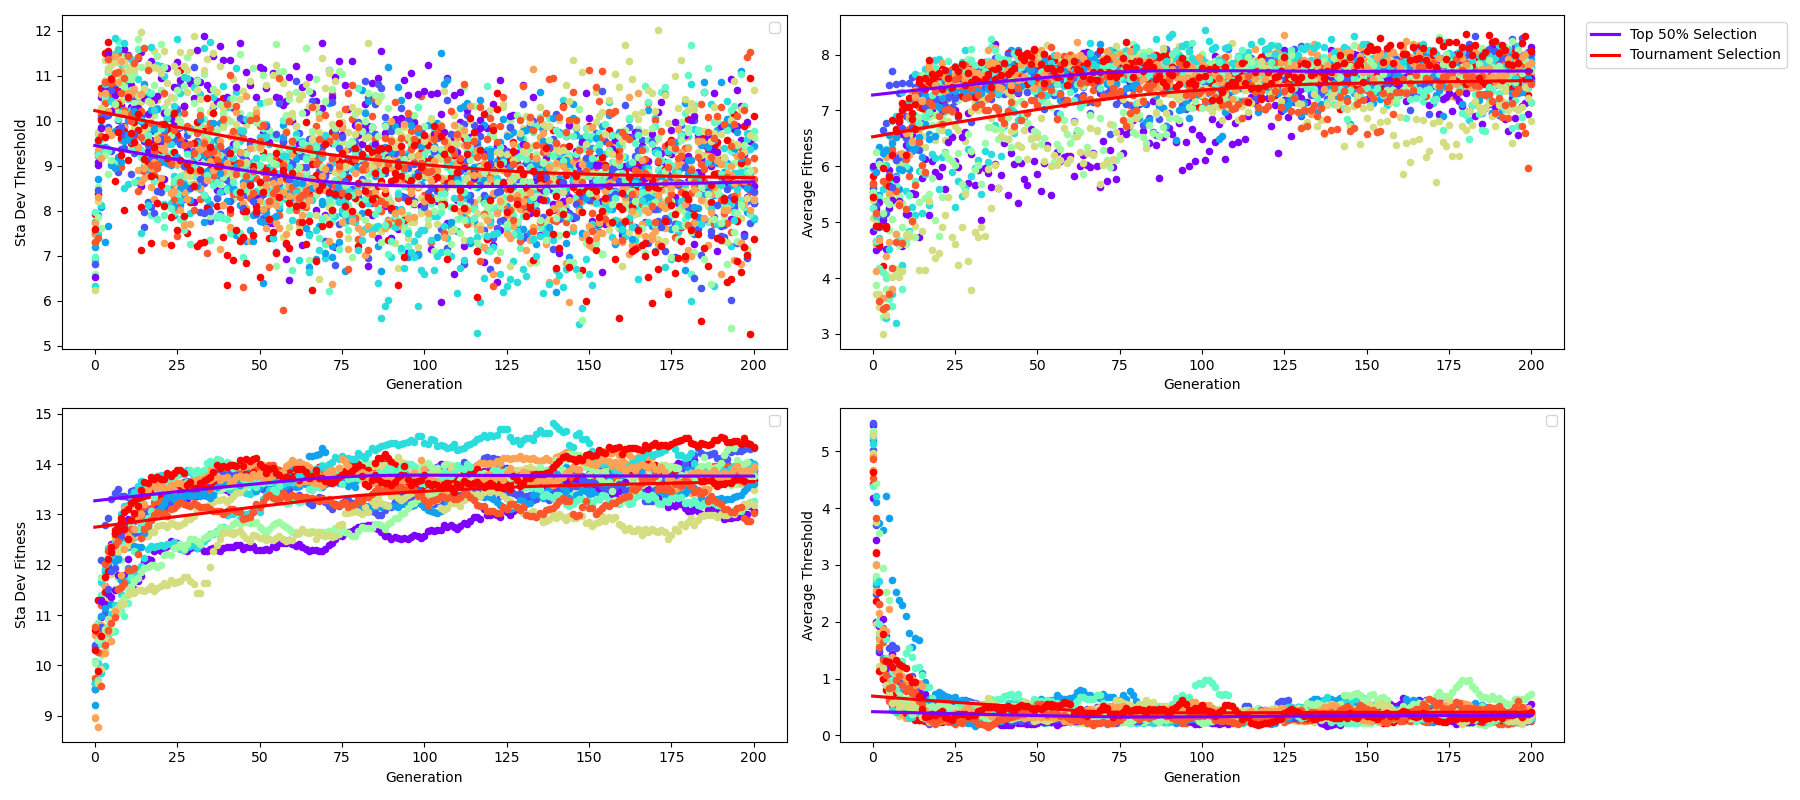 12
11
10
9
8
7
6
5
Sta Dev Threshold
0 25 50 75 100 125 150 175 200
Generation
8
7
6
5
4
3
Average Fitness
0 25 50 75 100 125 150 175 200
Generation
Top 50% Selection
Tournament Selection
15
14
13
12
11
10
9
Sta Dev Fitness
0 25 50 75 100 125 150 175 200
Generation
5
4
3
2
1
0
Average Threshold
0 25 50 75 100 125 150 175 200
Generation